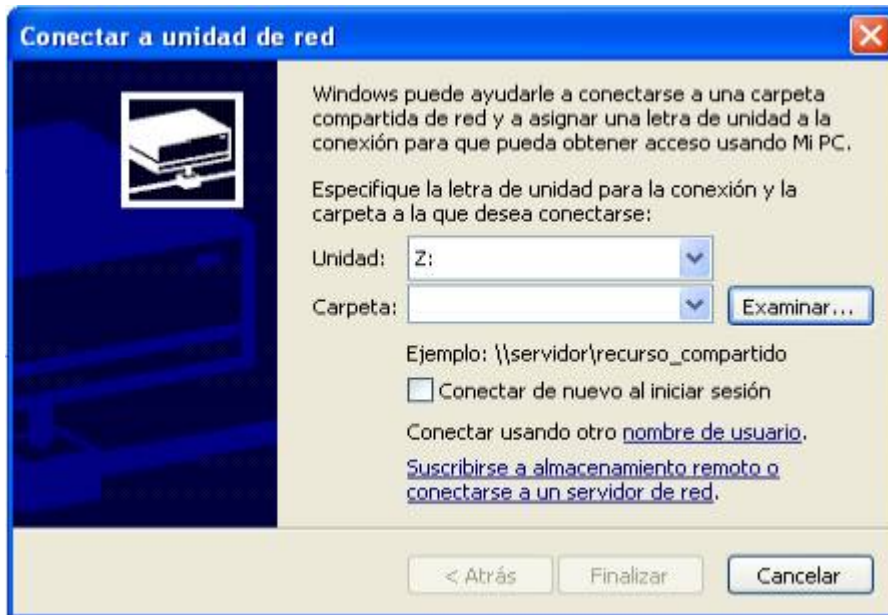 Conectar a unidad de red
Windows puede ayudarle a conectarse a una carpeta
compartida de red y a asignar una letra de unidad a la
conexión para que pueda obtener acceso usando Mi PC.
Especifique la letra de unidad para la conexión y la
carpeta a la que desea conectarse:
Unidad: Z:
Carpeta: Examinar...
Ejemplo: \\servidor\recurso_compartido
Conectar de nuevo al iniciar sesión
Conectar usando otro nombre de usuario.
Suscribirse a almacenamiento remoto o
conectarse a un servidor de red.
< Atrás Finalizar Cancelar